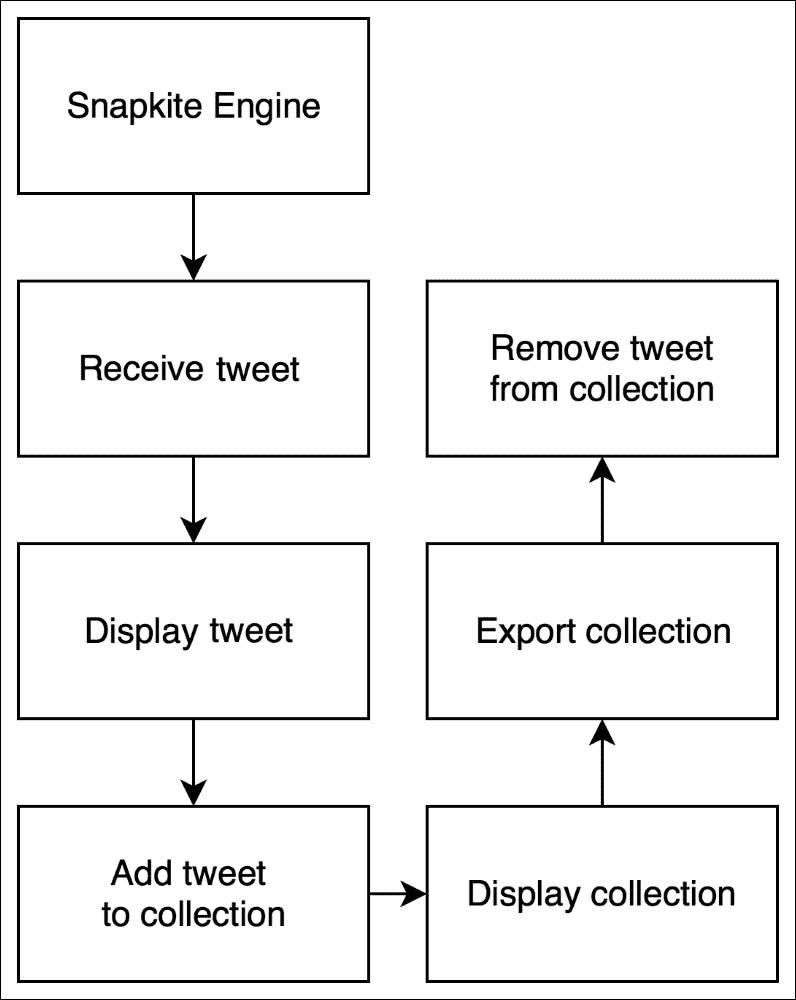 Snapkite Engine
Receive tweet
Display tweet
Add tweet
to collection
Display collection
Export collection
Remove tweet
from collection